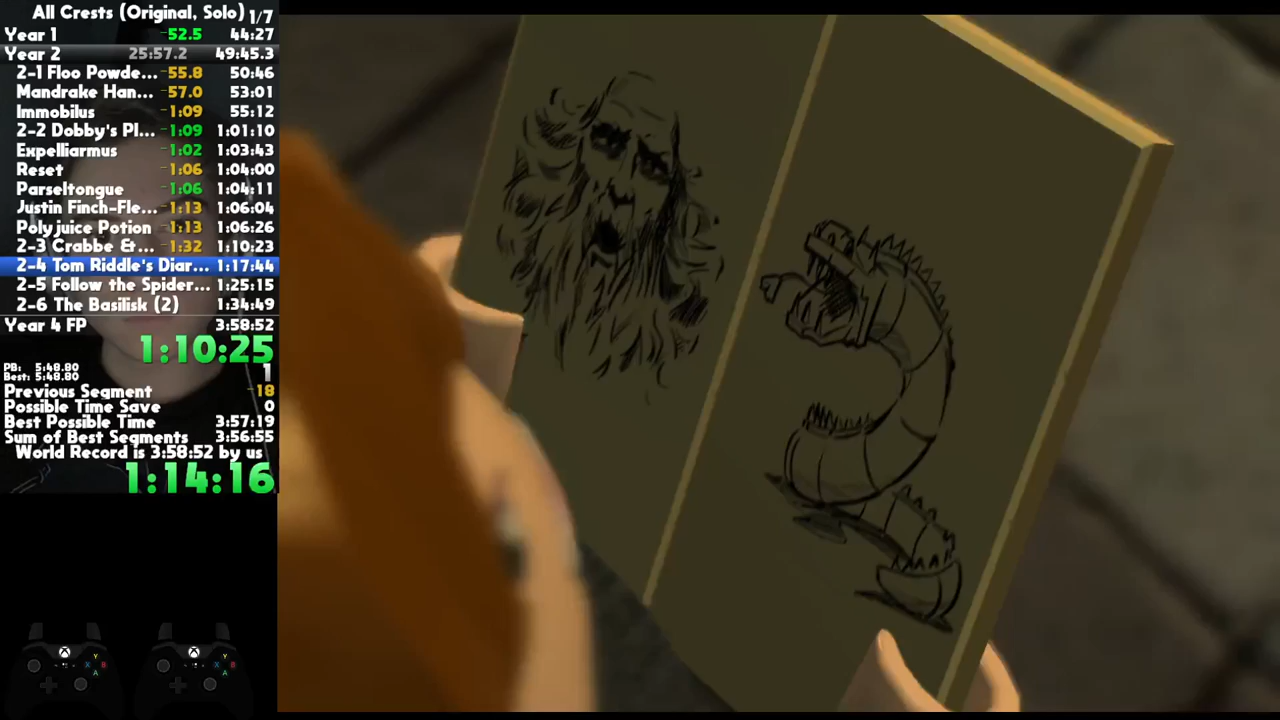 All Crests (Original, Solo) 1/7
Year 1 -52.5 44:27
Year 2 25:57.2 49:45.3
2-1 Floo Powde... -55.8 50:46
Mandrake Han... -57.0 53:01
Immobilus -1:09 55:12
2-2 Dobby's Pl... -1:09 1:01:10
Expelliarmus -1:02 1:03:43
Reset -1:06 1:04:00
Parseltongue -1:06 1:04:11
Justin Finch-Fle... -1:13 1:06:04
Polyjuice Potion -1:13 1:06:26
2-3 Crabbe &... -1:32 1:10:23
2-4 Tom Riddle's Diar... 1:17:44
2-5 Follow the Spider... 1:25:15
2-6 The Basilisk (2) 1:34:49
Year 4 FP 3:58:52
1:10:25
PB: 5:48.80
Best: 5:48.80 1
Previous Segment -18
Possible Time Save 0
Best Possible Time 3:57:19
Sum of Best Segments 3:56:55
World Record is 3:58:52 by us
1:14:16
Y
X B
A
Y
X B
A